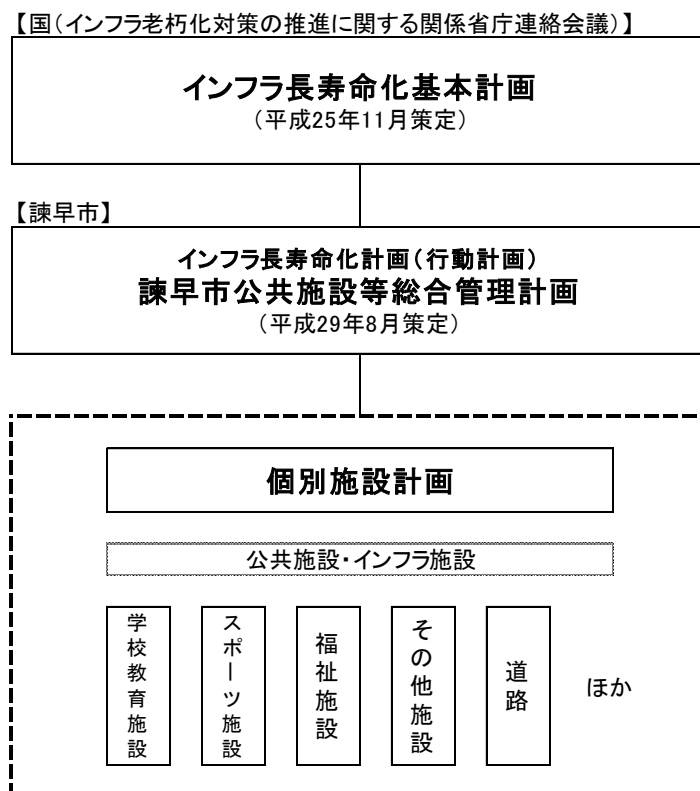 【国（インフラ老朽化対策の推進に関する関係省庁連絡会議）】
インフラ長寿命化基本計画
（平成25年11月策定）
【諫早市】
インフラ長寿命化計画（行動計画）
諫早市公共施設等総合管理計画
（平成29年8月策定）
個別施設計画
公共施設・インフラ施設
学校教育施設
スポーツ施設
福祉施設
その他施設
道路
ほか